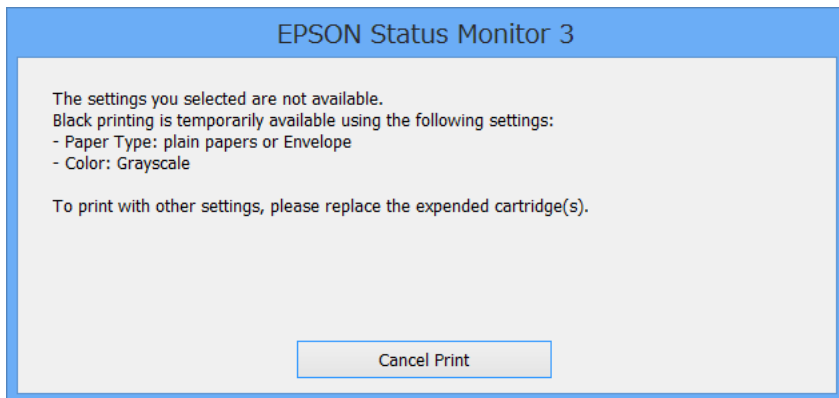 EPSON Status Monitor 3
The settings you selected are not available.
Black printing is temporarily available using the following settings:
- Paper Type: plain papers or Envelope
- Color: Grayscale
To print with other settings, please replace the expended cartridge(s).
Cancel Print